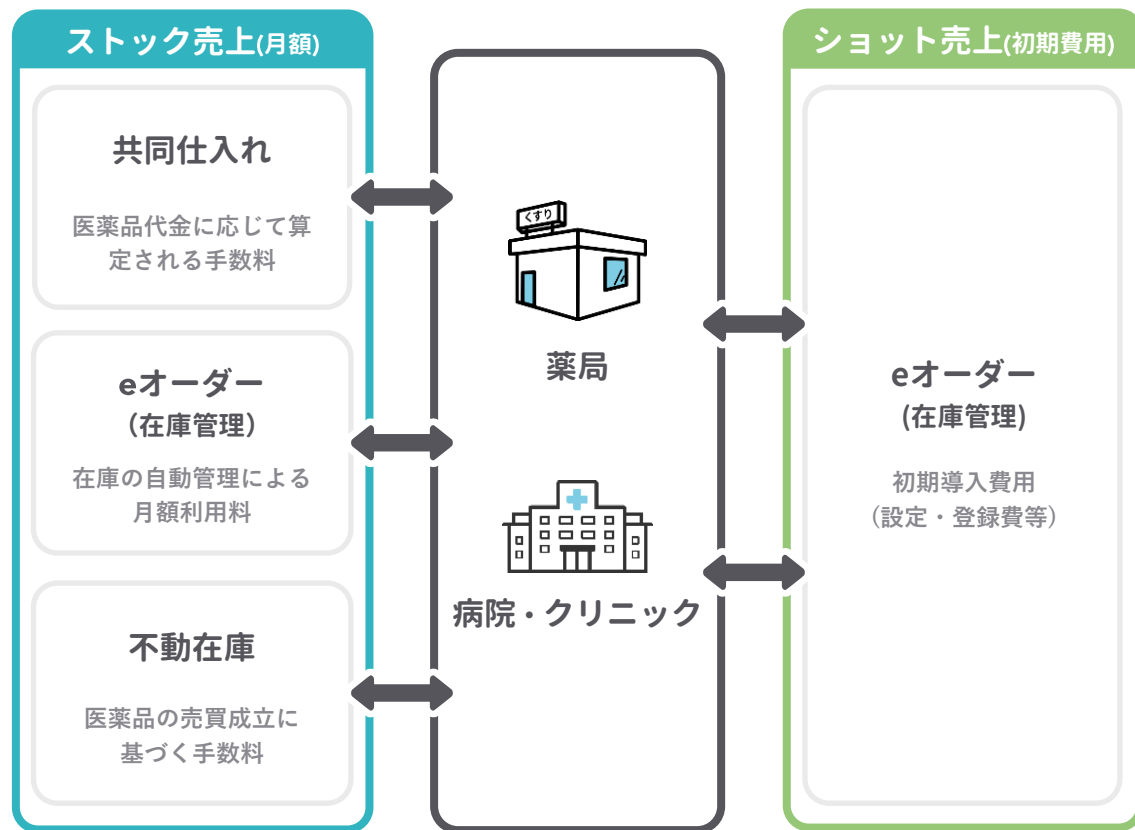 ストック売上(月額)
共同仕入れ
医薬品代金に応じて算
定される手数料
eオーダー
（在庫管理）
在庫の自動管理による
月額利用料
不動在庫
医薬品の売買成立に
基づく手数料
くすり
薬局
病院・クリニック
ショット売上(初期費用)
eオーダー
(在庫管理)
初期導入費用
（設定・登録費等）